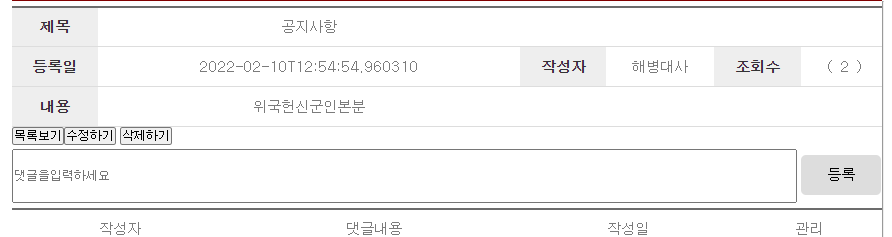 제목 공지사항
등록일 2022-02-10T12:54:54.960310 작성자 해병대사 조회수 ( 2 )
내용 위국헌신군인본분
목록보기 수정하기 삭제하기
댓글을입력하세요 등록
작성자 댓글내용 작성일 관리